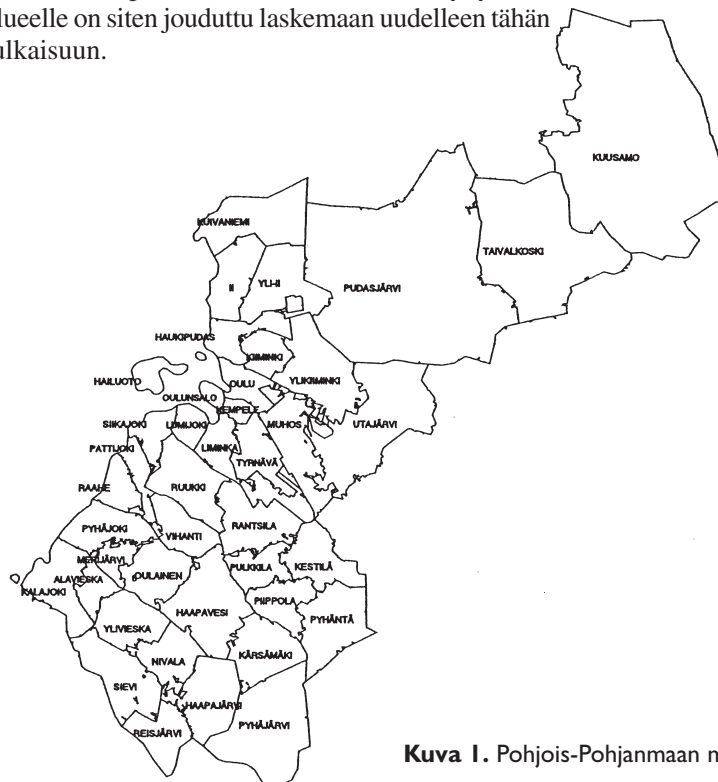 lueelle on siten jouduttu laskemaan uudelleen tähän
ulkaisuun.
KUUSAMO
KUIVANIEMI
TAIVALKOSKI
II
YLI-II
PUDASJÄRVI
HAUKIPUDAS
KIIMINKI
HAILUOTO
OULU
YLIKIIMINKI
OULUNSALO
KEMPELE
SIIKAJOKI
LUMIJOKI
MUHOS
UTAJÄRVI
PATTIJOKI
LIMINKA
TYRNÄVÄ
RAAHE
RUUKKI
PYHÄJOKI
VIHANTI
RANTSILA
MERIJÄRVI
OULAINEN
PULKKILA
KESTILÄ
ALAVIESKA
KALAJOKI
PIIPPOLA
HAAPAVESI
PYHÄNTÄ
YLIVIESKA
NIVALA
KÄRSÄMÄKI
SIEVI
HAAPAJÄRVI
PYHÄJÄRVI
REISJÄRVI
Kuva 1. Pohjois-Pohjanmaan m